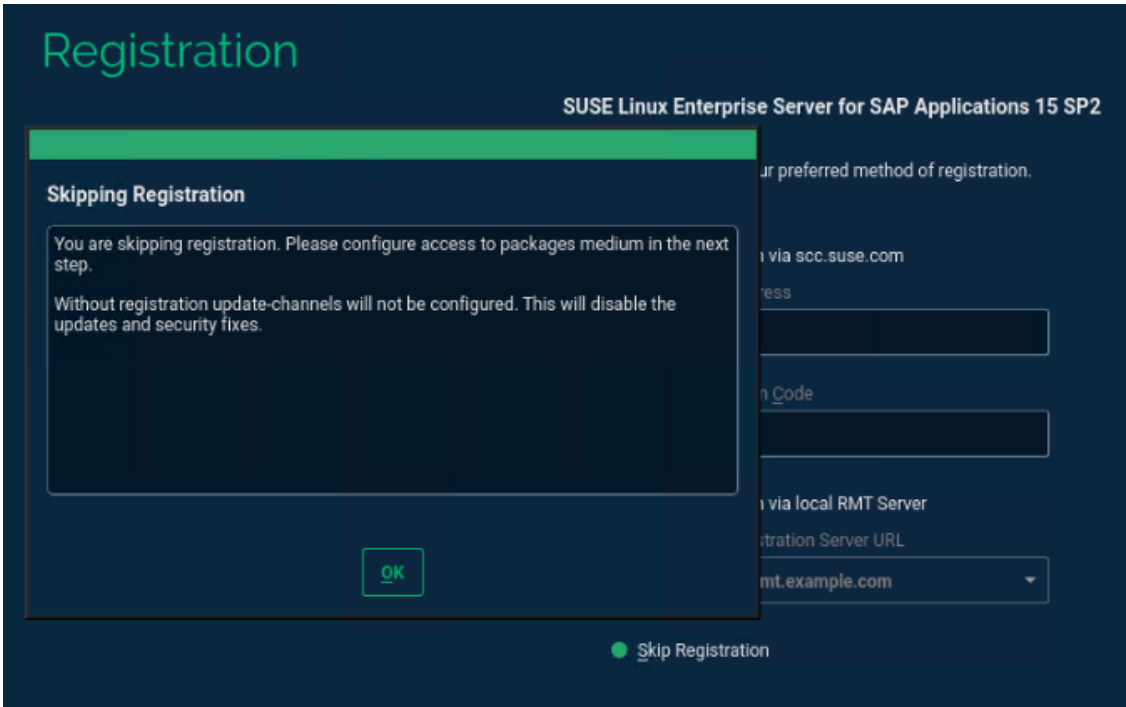 Registration
SUSE Linux Enterprise Server for SAP Applications 15 SP2
Skipping Registration
You are skipping registration. Please configure access to packages medium in the next
step.
Without registration update-channels will not be configured. This will disable the
updates and security fixes.
OK
preferred method of registration.
via scc.suse.com
Code
via local RMT Server
Server URL
mt.example.com
Skip Registration